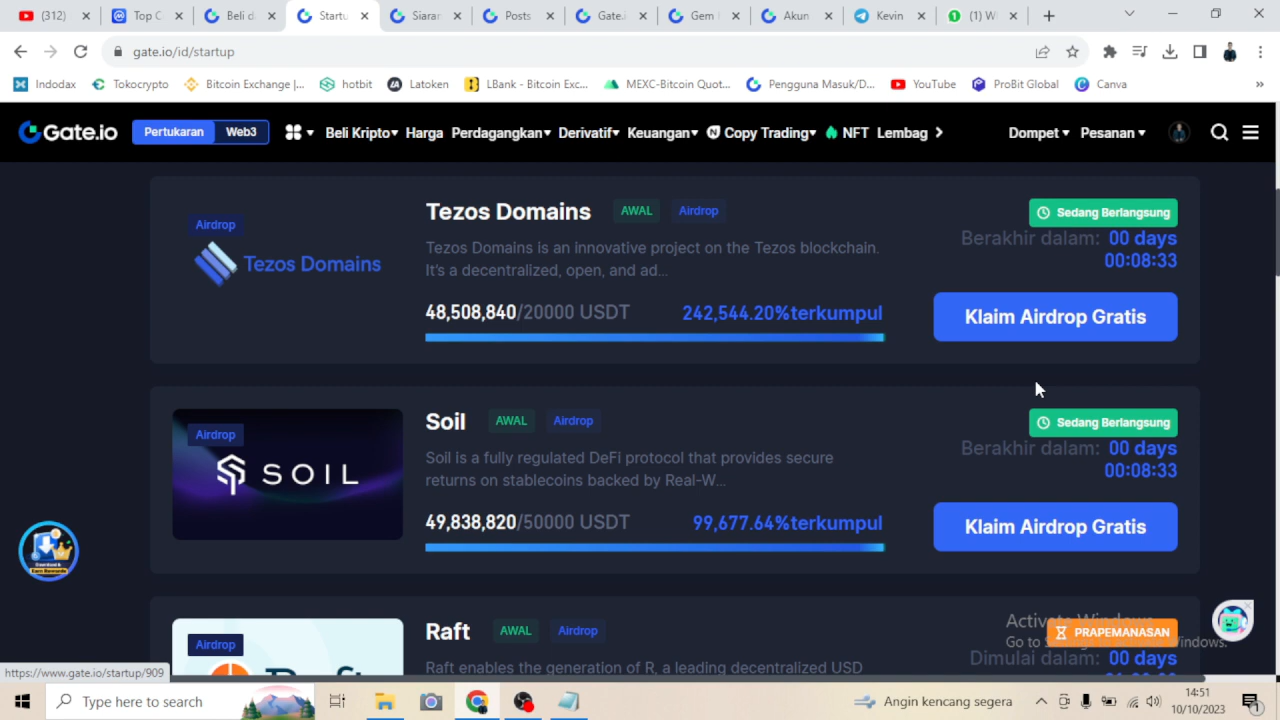 (312)
Top C
Beli di
Startu
Siaran
Posts
Gate.i
Gem
Akun
Kevin
(1) W
gate.io/id/startup
Indodax
Tokocrypto
Bitcoin Exchange |...
hotbit
Latoken
LBank - Bitcoin Exc...
MEXC-Bitcoin Quot...
Pengguna Masuk/D...
YouTube
ProBit Global
Canva
»
Gate.io
Pertukaran
Web3
Beli Kripto
Harga
Perdagangkan
Derivatif
Keuangan
Copy Trading
NFT
Lembag
Dompet
Pesanan
Airdrop
Tezos Domains
Tezos Domains
AWAL
Airdrop
Tezos Domains is an innovative project on the Tezos blockchain.
It's a decentralized, open, and ad...
48,508,840/20000 USDT
242,544.20%terkumpul
Sedang Berlangsung
Berakhir dalam: 00 days
00:08:33
Klaim Airdrop Gratis
Airdrop
SOIL
Soil
AWAL
Airdrop
Soil is a fully regulated DeFi protocol that provides secure
returns on stablecoins backed by Real-W...
49,838,820/50000 USDT
99,677.64%terkumpul
Sedang Berlangsung
Berakhir dalam: 00 days
00:08:33
Klaim Airdrop Gratis
Airdrop
Raft
AWAL
Airdrop
Raft enables the generation of R, a leading decentralized USD
Activate Windows
PRAPEMANASAN
Dimulai dalam: 00 days
https://www.gate.io/startup/909
Type here to search
Angin kencang segera
14:51
10/10/2023
1